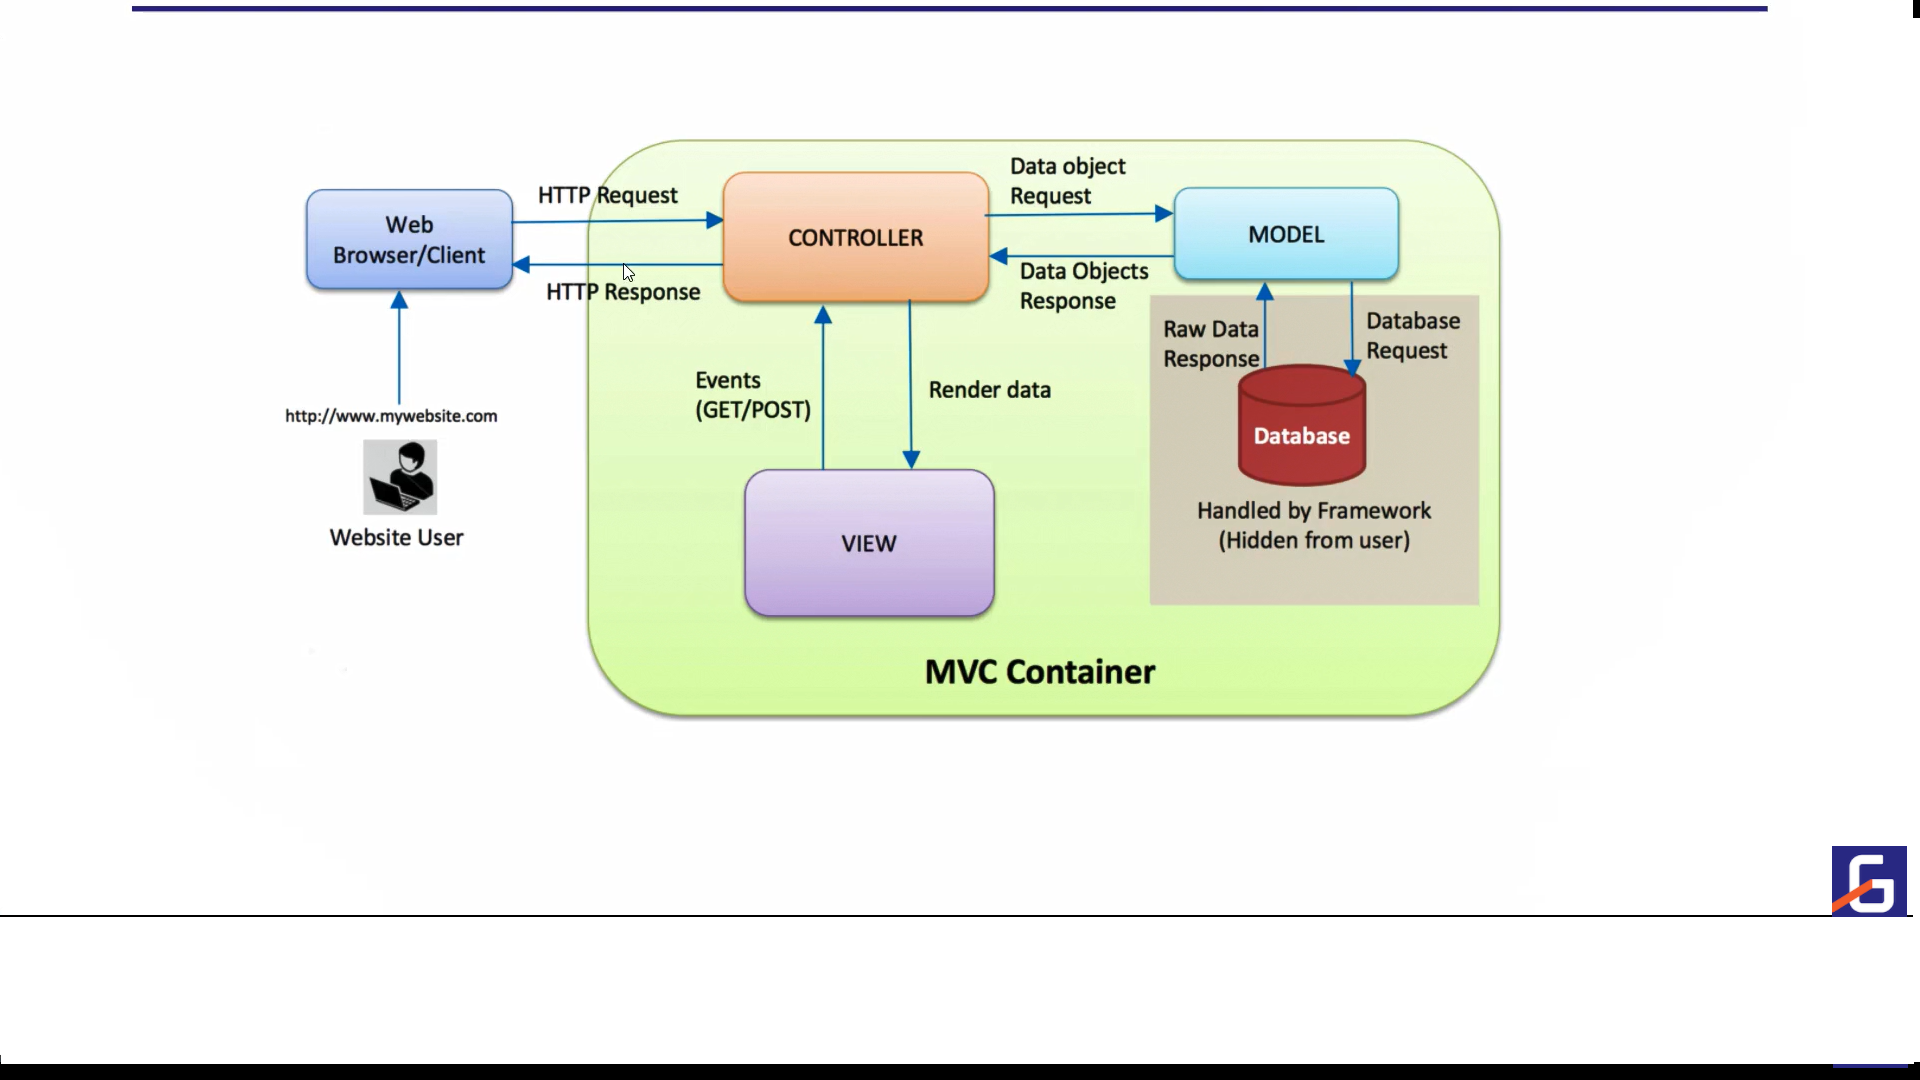 Data object
Request
HTTP Request
Web
Browser/Client
CONTROLLER
MODEL
HTTP Response
Data Objects
Response
Raw Data
Response
Database
Request
Events
(GET/POST)
Render data
http://www.mywebsite.com
Database
Website User
Handled by Framework
(Hidden from user)
VIEW
MVC Container
G